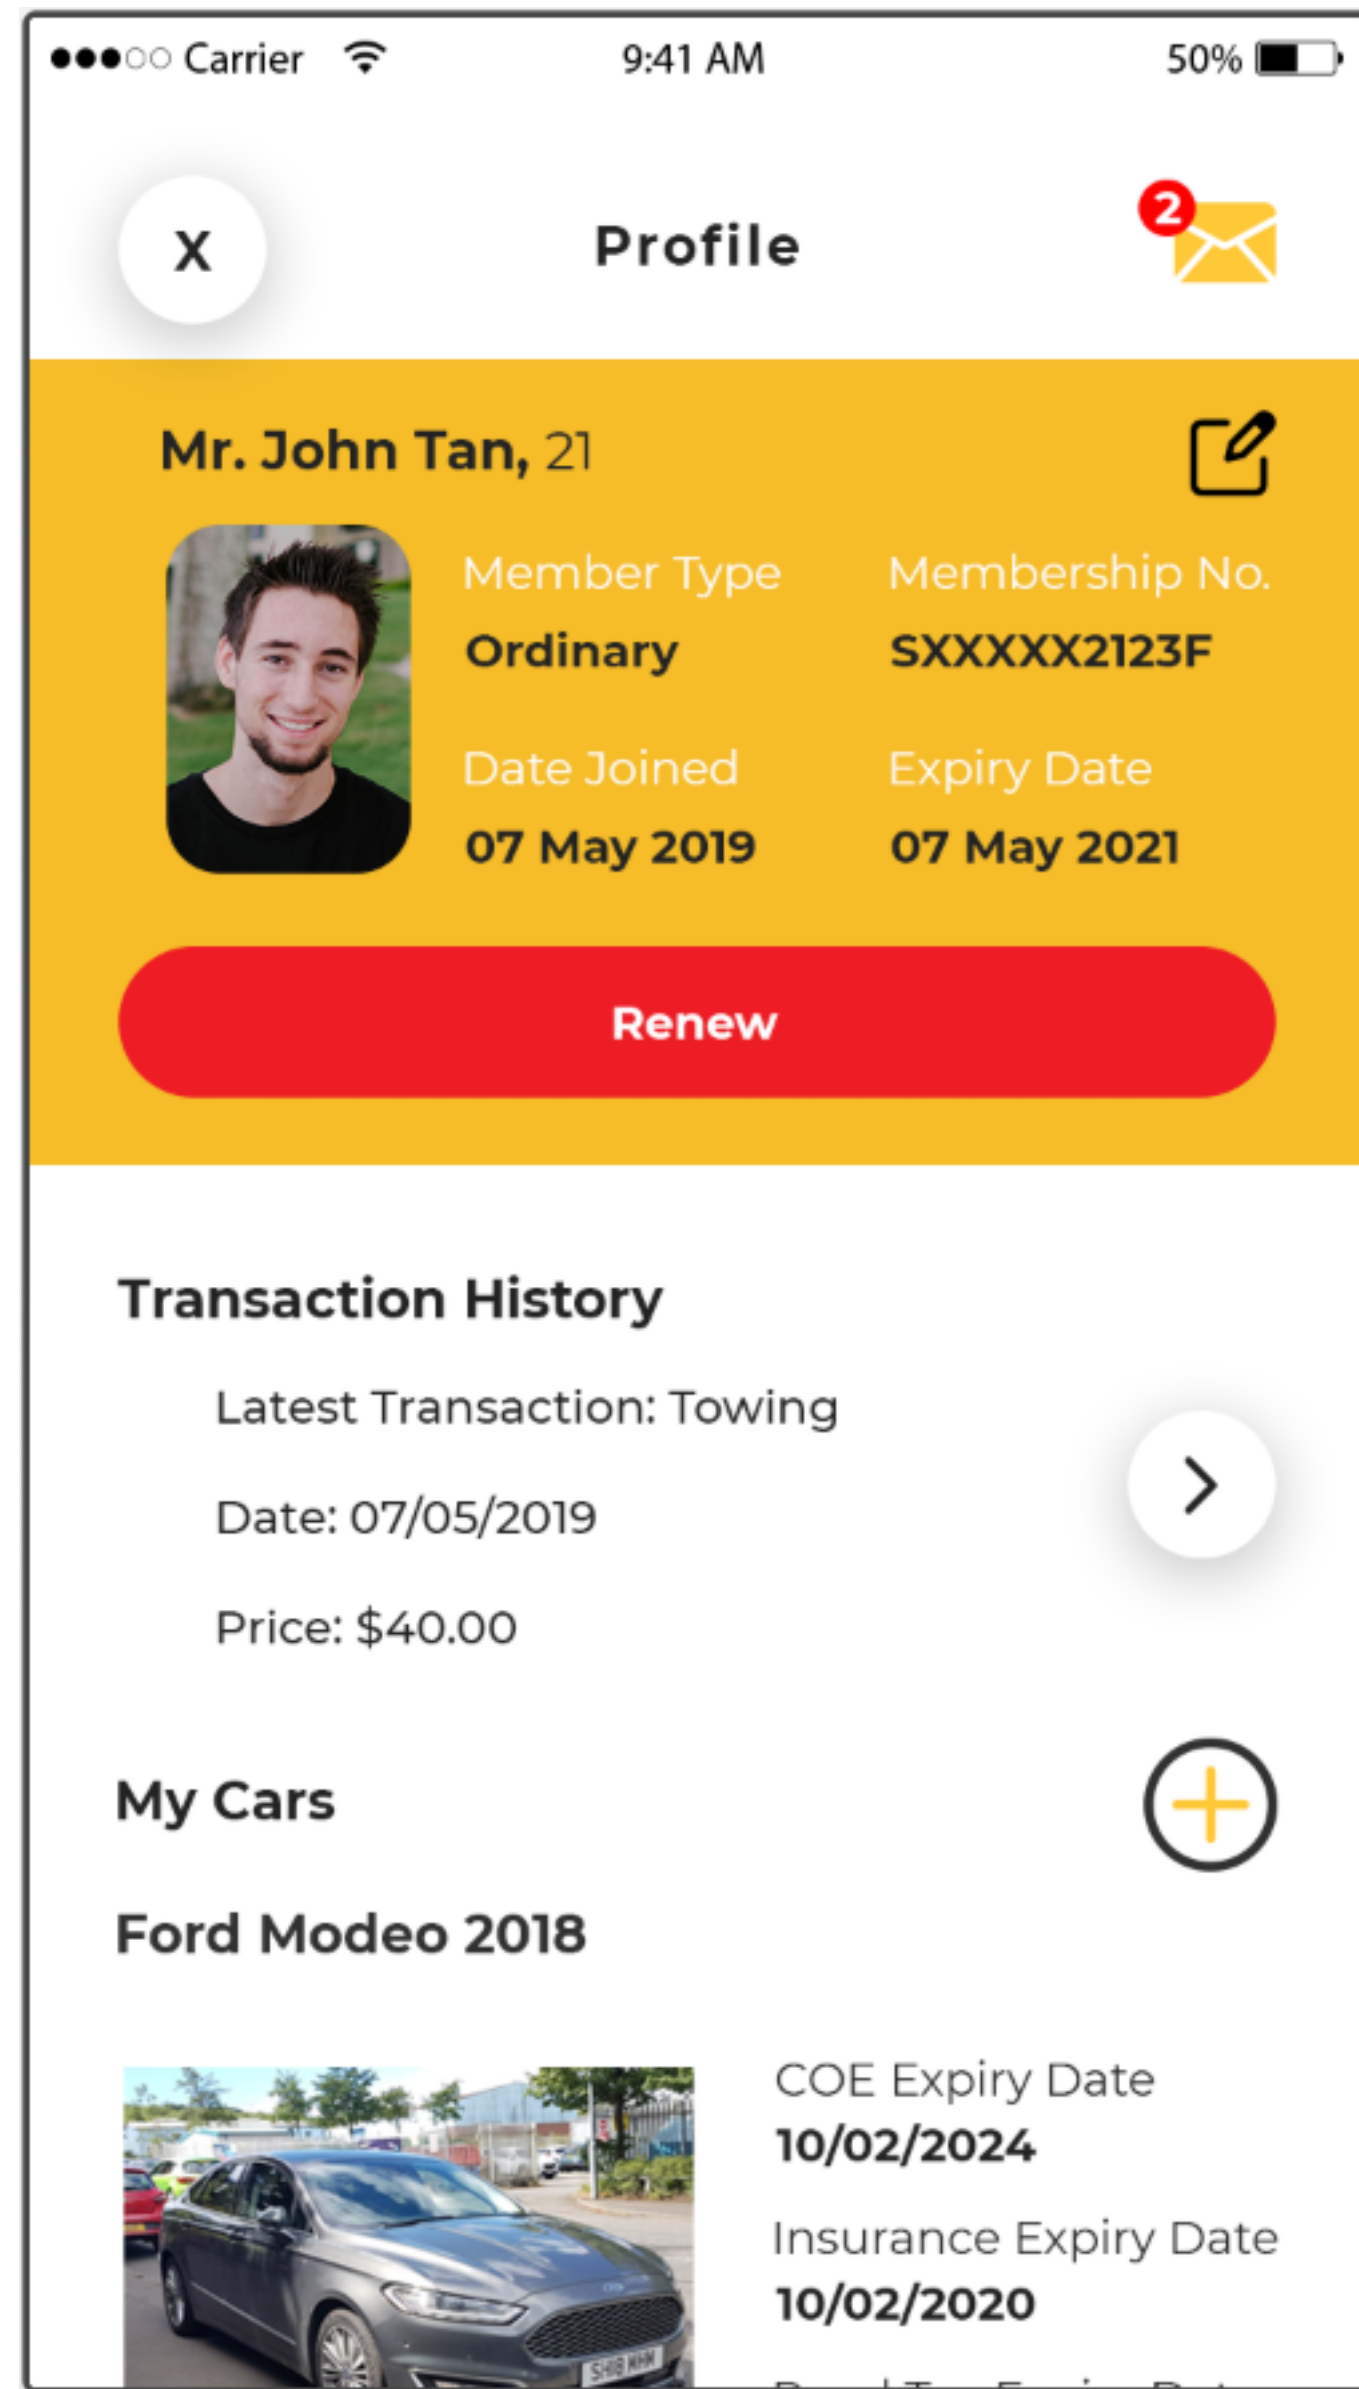 Carrier 9:41 AM 50%
X Profile 2
Mr. John Tan, 21
Member Type Membership No.
Ordinary SXXXXX2123F
Date Joined Expiry Date
07 May 2019 07 May 2021
Renew
Transaction History
Latest Transaction: Towing
Date: 07/05/2019
Price: $40.00
My Cars
Ford Modeo 2018
COE Expiry Date
10/02/2024
Insurance Expiry Date
10/02/2020